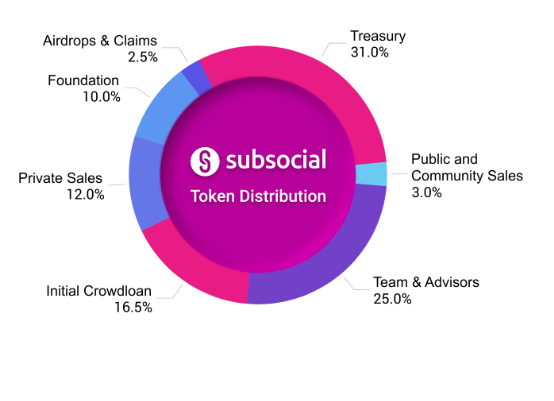 Airdrops & Claims
2.5%
Treasury
31.0%
Foundation
10.0%
subsocial
Token Distribution
Public and
Community Sales
3.0%
Private Sales
12.0%
Initial Crowdloan
16.5%
Team & Advisors
25.0%